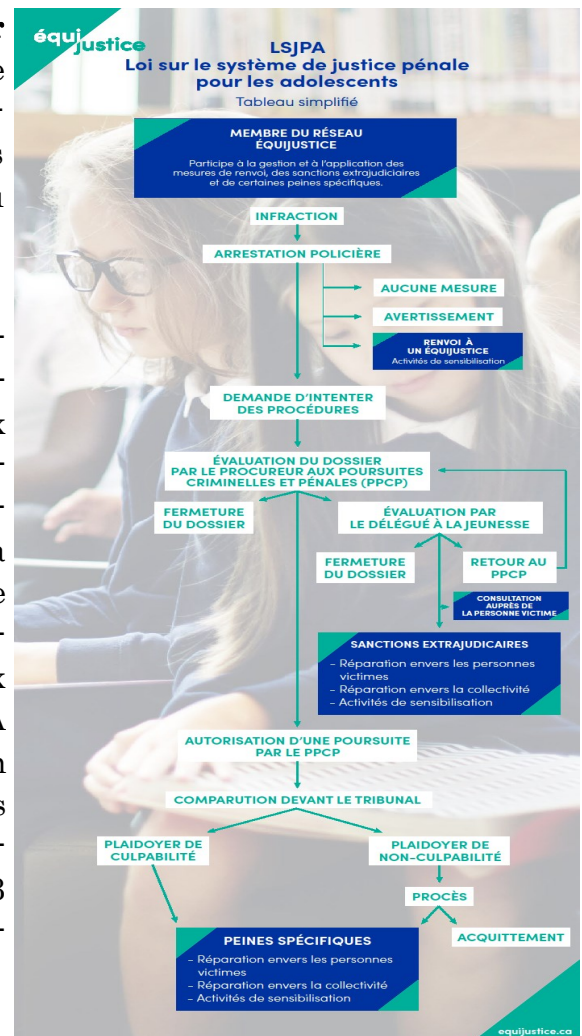 équijustice
LSJPA
Loi sur le système de justice pénale
pour les adolescents
Tableau simplifié
MEMBRE DU RÉSEAU
ÉQUIJUSTICE
Participe à la gestion et à l'application des
mesures de renvoi, des sanctions extrajudiciaires
et de certaines peines spécifiques.
INFRACTION
ARRESTATION POLICIÈRE
AUCUNE MESURE
AVERTISSEMENT
RENVOI À
UN ÉQUIJUSTICE
Activités de sensibilisation
DEMANDE D'INTENTER
DES PROCÉDURES
ÉVALUATION DU DOSSIER
PAR LE PROCUREUR AUX POURSUITES
CRIMINELLES ET PÉNALES (PPCP)
FERMETURE
DU DOSSIER
ÉVALUATION PAR
LE DÉLÉGUÉ À LA JEUNESSE
FERMETURE
DU DOSSIER
RETOUR AU
PPCP
CONSULTATION
AUPRÈS DE
LA PERSONNE VICTIME
SANCTIONS EXTRAJUDICAIRES
- Réparation envers les personnes
victimes
- Réparation envers la collectivité
- Activités de sensibilisation
AUTORISATION D'UNE POURSUITE
PAR LE PPCP
COMPARUTION DEVANT LE TRIBUNAL
PLAIDOYER DE
CULPABILITÉ
PLAIDOYER DE
NON-CULPABILITÉ
PROCÈS
ACQUITTEMENT
PEINES SPÉCIFIQUES
- Réparation envers les personnes
victimes
- Réparation envers la collectivité
- Activités de sensibilisation
equijustice.ca